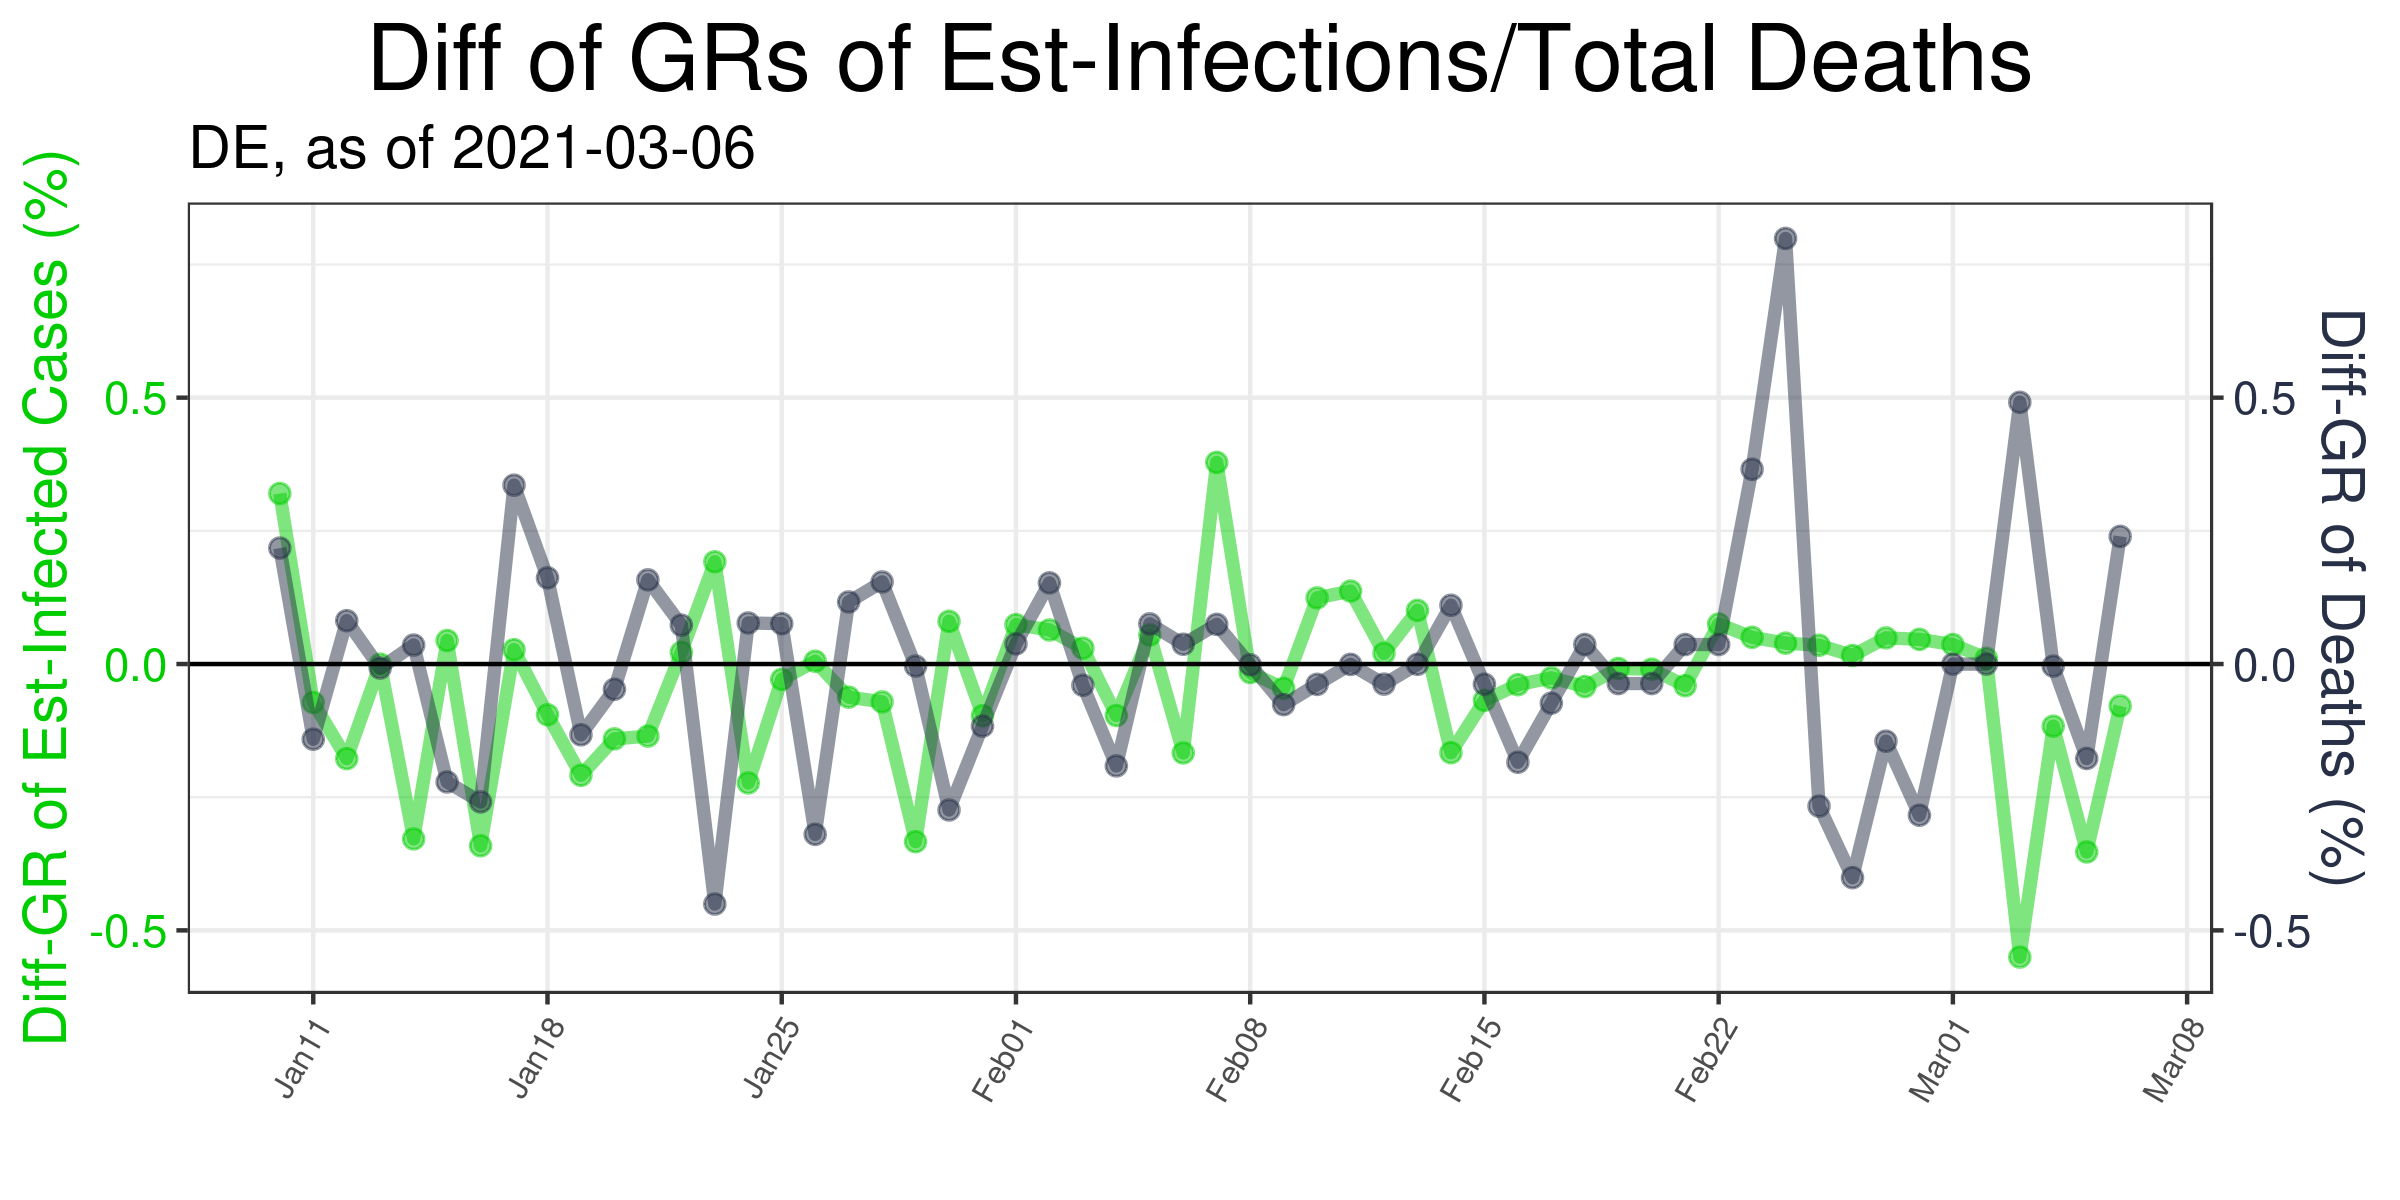 Diff of GRs of Est-Infections/Total Deaths
DE, as of 2021-03-06
Diff-GR of Est-Infected Cases (%)
0.5
0.0
-0.5
0.5
0.0
-0.5
Diff-GR of Deaths (%)
Jan11
Jan18
Jan25
Feb01
Feb08
Feb15
Feb22
Mar01
Mar08